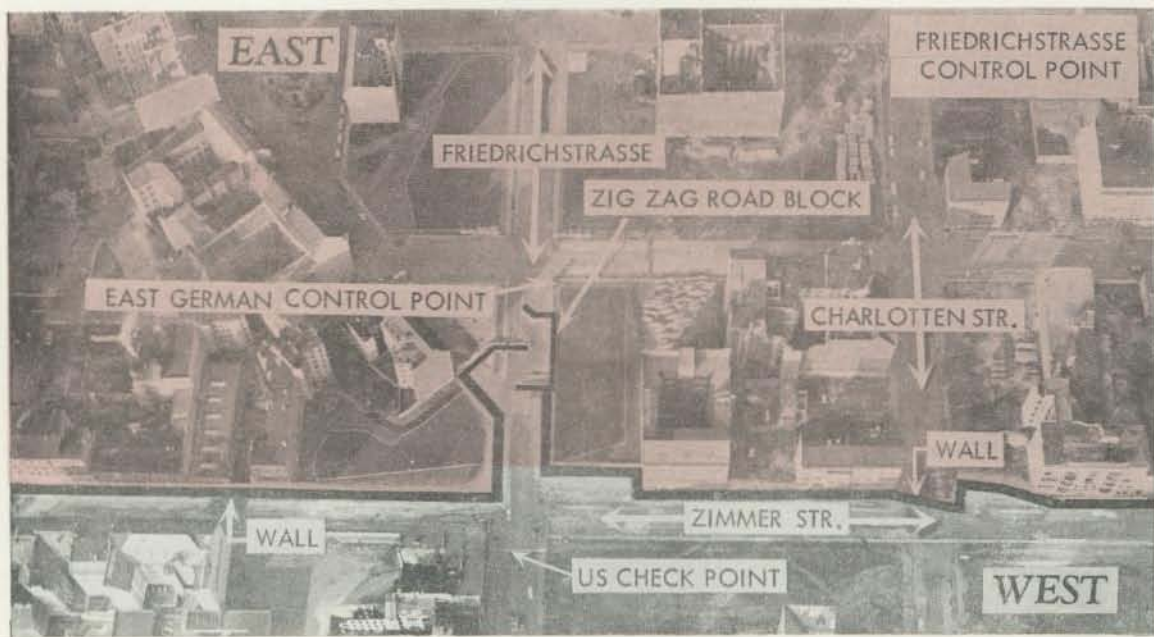 EAST
FRIEDRICHSTRASSE
CONTROL POINT
FRIEDRICHSTRASSE
ZIG ZAG ROAD BLOCK
EAST GERMAN CONTROL POINT
CHARLOTTEN STR.
WALL
ZIMMER STR.
WALL
US CHECK POINT
WEST